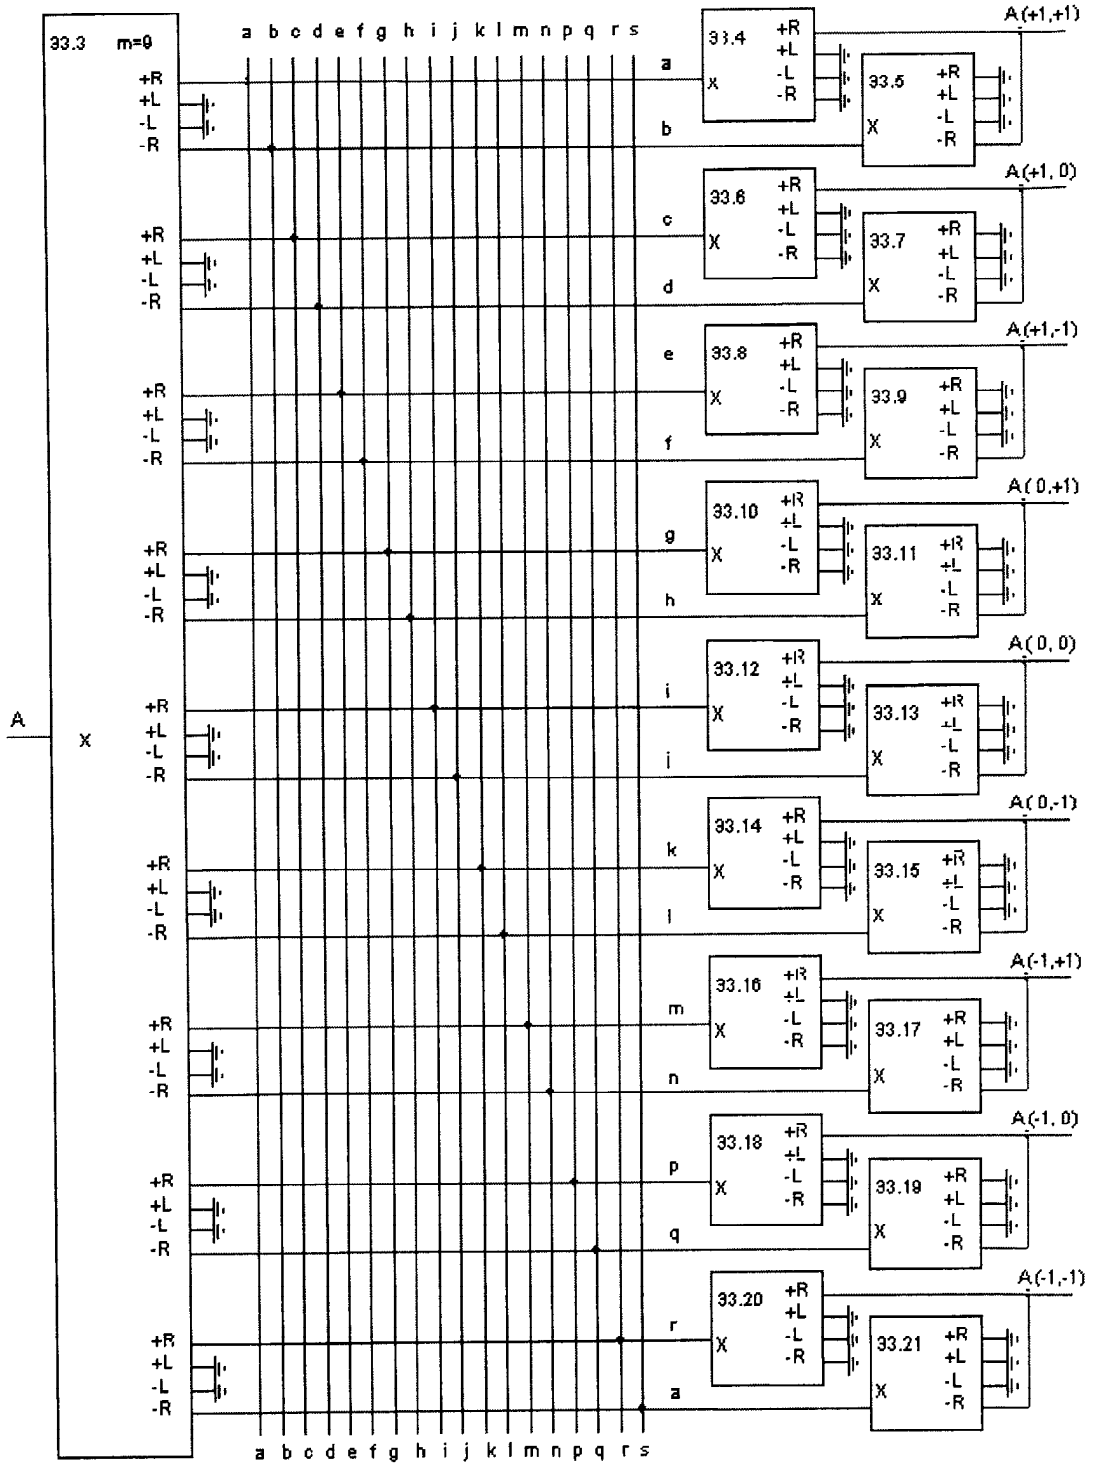 a b c d e f g h i j k l m n p q r s
33.3 m=9
+R
+L
-L
-R
a
b
33.4 +R
+L
-L
X
-R
A(+1,+1)
33.5 +R
+L
-L
X
-R
+R
+L
-L
-R
c
d
33.6 +R
+L
-L
X
-R
A(+1, 0)
33.7 +R
+L
-L
X
-R
+R
+L
-L
-R
e
f
33.8 +R
+L
-L
X
-R
A(+1,-1)
33.9 +R
+L
-L
X
-R
+R
+L
-L
-R
g
h
33.10 +R
+L
-L
X
-R
A(0,+1)
33.11 +R
+L
-L
X
-R
A
X
+R
+L
-L
-R
i
j
33.12 +R
+L
-L
X
-R
A(0, 0)
33.13 +R
+L
-L
X
-R
+R
+L
-L
-R
k
l
33.14 +R
+L
-L
X
-R
A(0,-1)
33.15 +R
+L
-L
X
-R
+R
+L
-L
-R
m
n
33.16 +R
+L
-L
X
-R
A(-1,+1)
33.17 +R
+L
-L
X
-R
+R
+L
-L
-R
p
q
33.18 +R
+L
-L
X
-R
A(-1, 0)
33.19 +R
+L
-L
X
-R
+R
+L
-L
-R
r
a
33.20 +R
+L
-L
X
-R
A(-1,-1)
33.21 +R
+L
-L
X
-R
a b c d e f g h i j k l m n p q r s